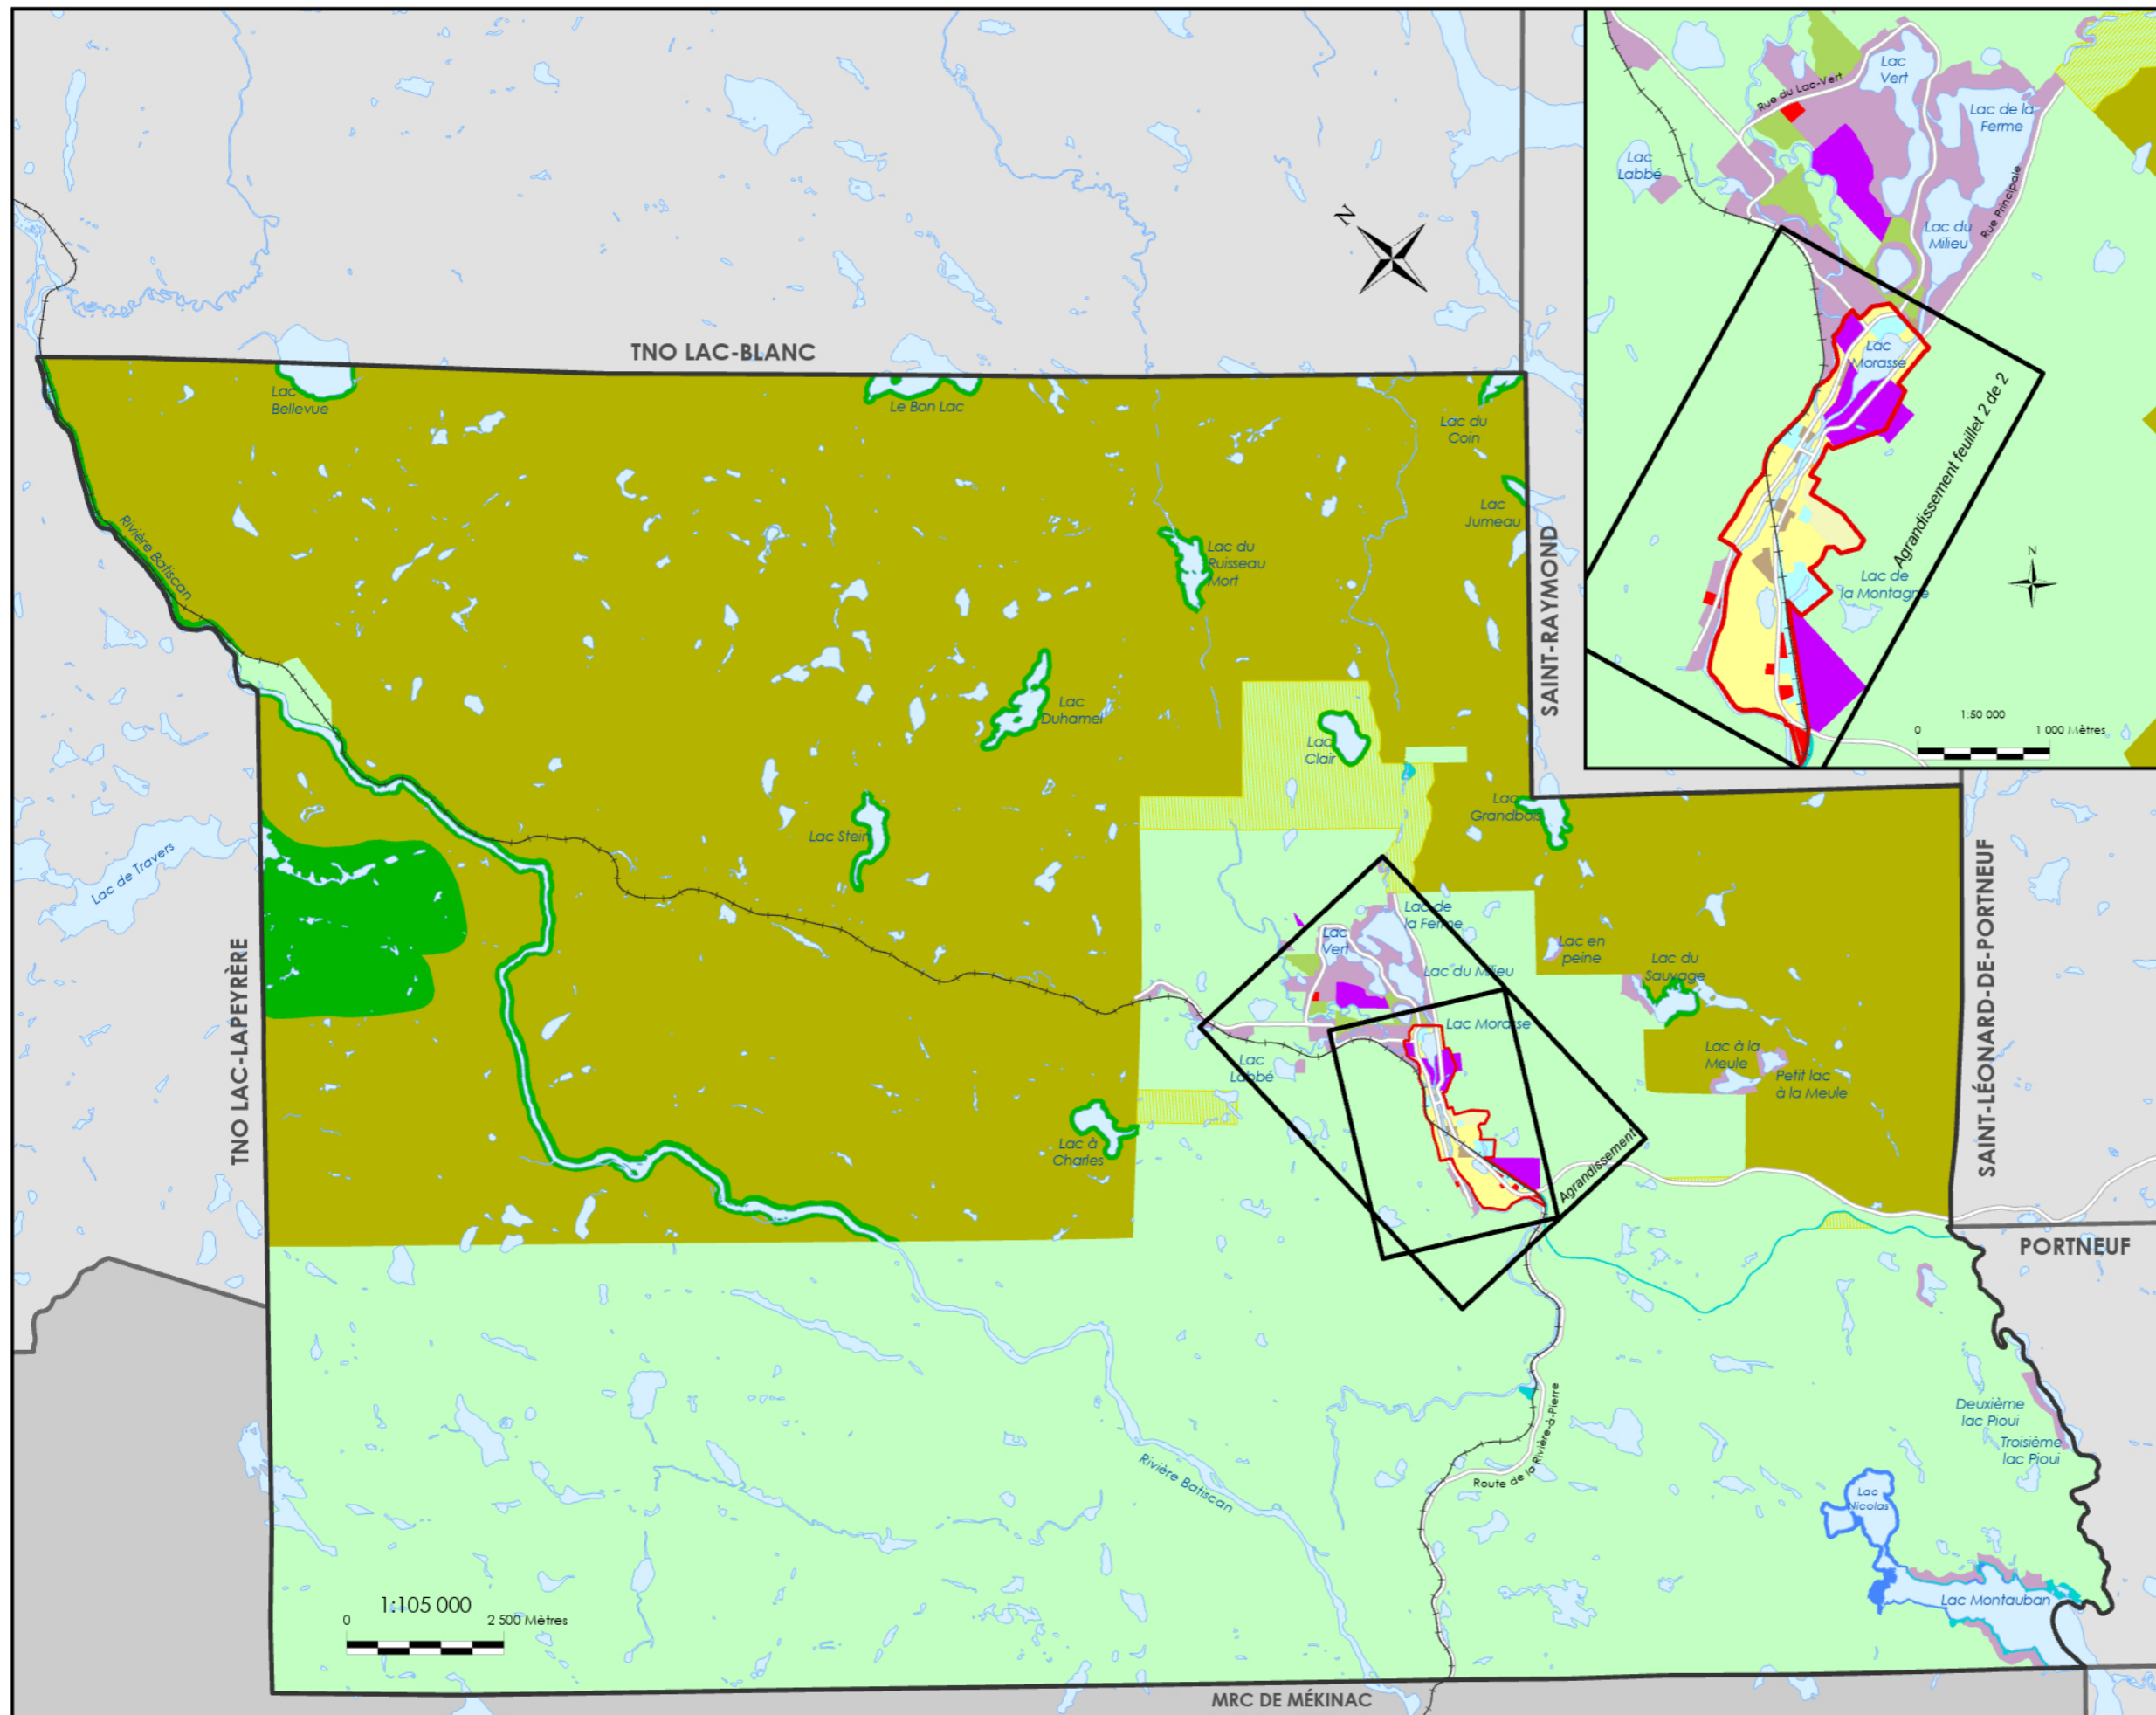 Lac
Vert
Rue du Lac-Vert
Lac de la
Ferme
Lac
Labbé
Rue Principale
Lac du
Milieu
N
TNO LAC-BLANC
Lac
Morasse
Agrandissement feuillet 2 de 2
Lac
Bellevue
Le Bon Lac
Lac du
Coin
Lac
Jumeau
Rivière Batiscan
Lac du
Ruisseau
Mort
SAINT-RAYMOND
N
Lac de
la Montagne
Lac
Duhamel
Lac
Clair
1:50 000
0
1 000 Mètres
Lac
Grandbois
Lac Stein
Lac de Travers
Lac de
la Ferme
Lac
Vert
Lac en
peine
Lac du
Sauvage
Lac du Milieu
TNO LAC-LAPEYRÈRE
SAINT-LÉONARD-DE-PORTNEUF
Lac Morasse
Lac
Labbé
Lac à la
Meule
Petit lac
à la Meule
Lac à
Charles
Agrandissement
PORTNEUF
Deuxième
lac Pioui
Troisième
lac Pioui
Route de la Rivière-à-Pierre
Rivière Batiscan
Lac
Nicolas
Lac Montauban
1:105 000
0
2 500 Mètres
MRC DE MÉKINAC